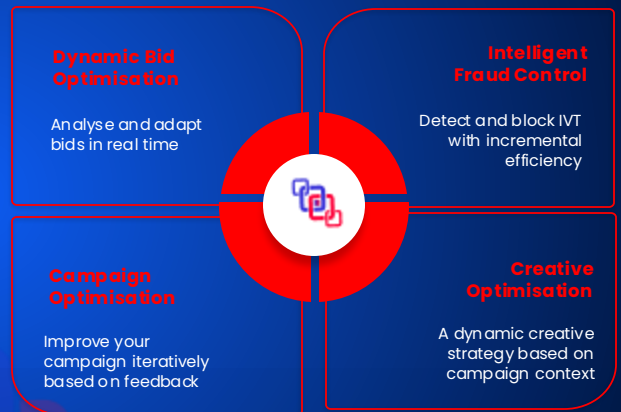 Dynamic Bid
Optimisation
Analyse and adapt
bids in real time
Intelligent
Fraud Control
Detect and block IVT
with incremental
efficiency
Campaign
Optimisation
Improve your
campaign iteratively
based on feedback
Creative
Optimisation
A dynamic creative
strategy based on
campaign context